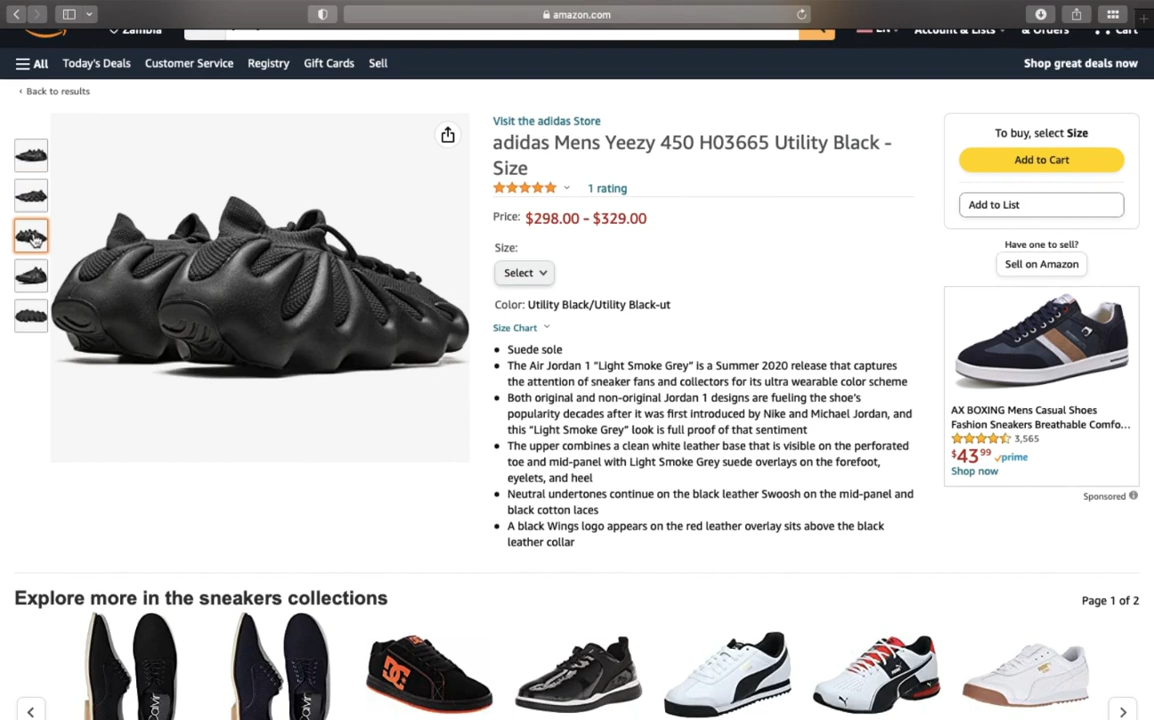 amazon.com
Zambia
EN
Account & Lists
& Orders
Cart
All
Today's Deals
Customer Service
Registry
Gift Cards
Sell
Shop great deals now
‹ Back to results
Visit the adidas Store
adidas Mens Yeezy 450 H03665 Utility Black -
Size
1 rating
Price: $298.00 - $329.00
Size:
Select
Color: Utility Black/Utility Black-ut
Size Chart
• Suede sole
• The Air Jordan 1 “Light Smoke Grey” is a Summer 2020 release that captures
the attention of sneaker fans and collectors for its ultra wearable color scheme
• Both original and non-original Jordan 1 designs are fueling the shoe’s
popularity decades after it was first introduced by Nike and Michael Jordan, and
this “Light Smoke Grey” look is full proof of that sentiment
• The upper combines a clean white leather base that is visible on the perforated
toe and mid-panel with Light Smoke Grey suede overlays on the forefoot,
eyelets, and heel
• Neutral undertones continue on the black leather Swoosh on the mid-panel and
black cotton laces
• A black Wings logo appears on the red leather overlay sits above the black
leather collar
To buy, select Size
Add to Cart
Add to List
Have one to sell?
Sell on Amazon
AX BOXING Mens Casual Shoes
Fashion Sneakers Breathable Comfo...
3,565
$43 99 prime
Shop now
Sponsored
Explore more in the sneakers collections
Page 1 of 2
DC